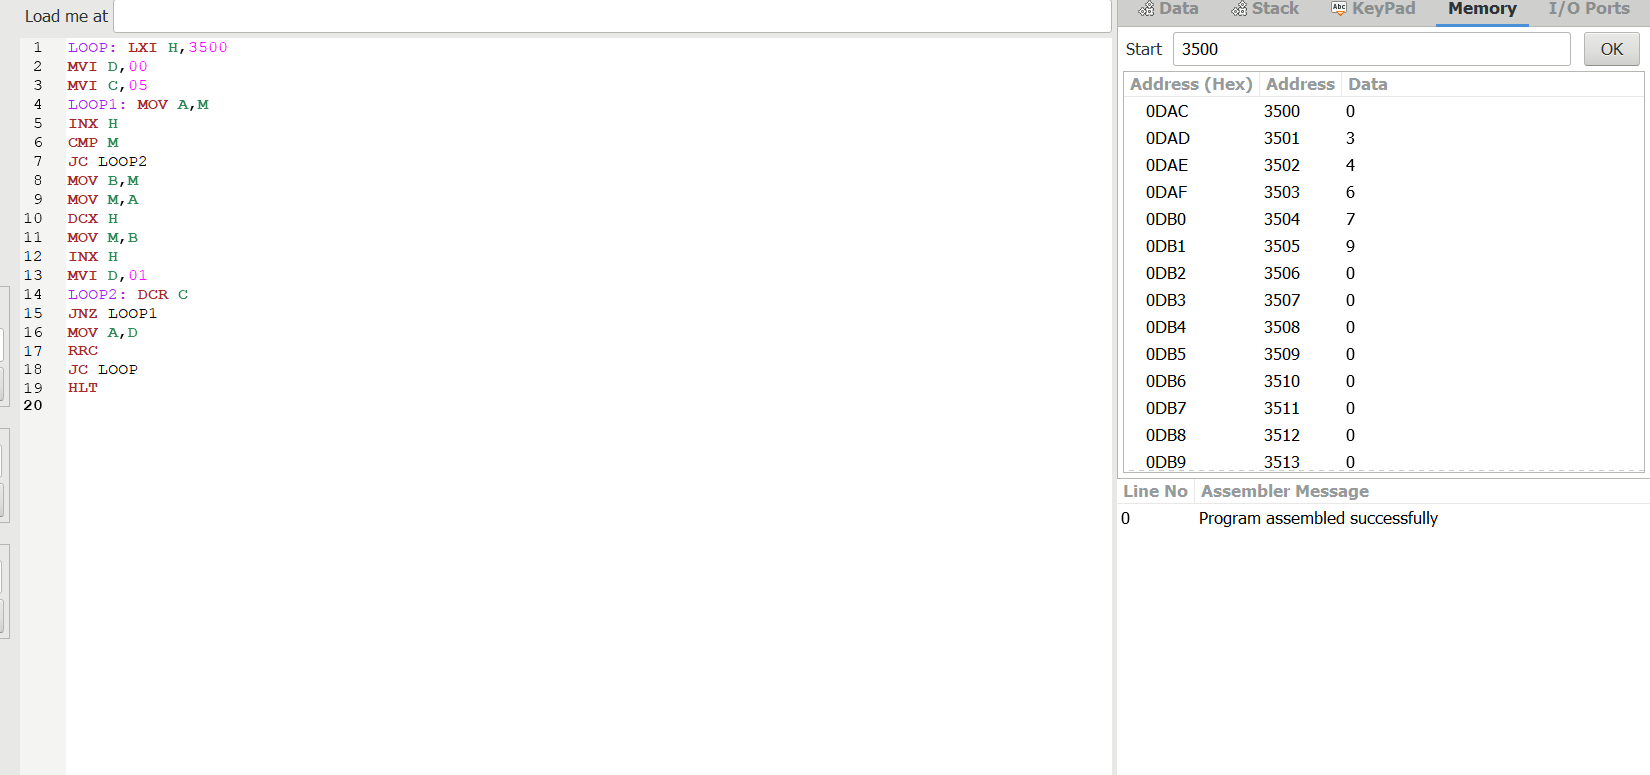 Load me at
1 LOOP: LXI H,3500
2 MVI D,00
3 MVI C,05
4 LOOP1: MOV A,M
5 INX H
6 CMP M
7 JC LOOP2
8 MOV B,M
9 MOV M,A
10 DCX H
11 MOV M,B
12 INX H
13 MVI D,01
14 LOOP2: DCR C
15 JNZ LOOP1
16 MOV A,D
17 RRC
18 JC LOOP
19 HLT
20
Data Stack Abc KeyPad Memory I/O Ports
Start 3500 OK
Address (Hex) Address Data
0DAC 3500 0
0DAD 3501 3
0DAE 3502 4
0DAF 3503 6
0DB0 3504 7
0DB1 3505 9
0DB2 3506 0
0DB3 3507 0
0DB4 3508 0
0DB5 3509 0
0DB6 3510 0
0DB7 3511 0
0DB8 3512 0
0DB9 3513 0
Line No Assembler Message
0 Program assembled successfully